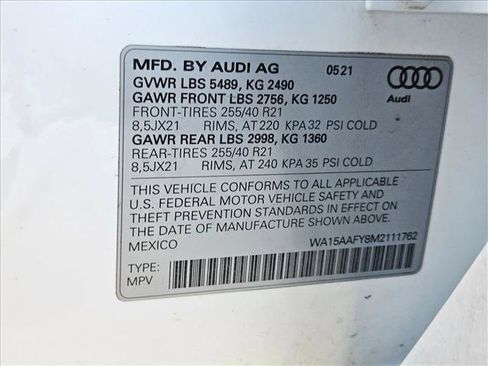 MFD. BY AUDI AG 05 21
GVWR LBS 5489, KG 2490
GAWR FRONT LBS 2756, KG 1250
FRONT-TIRES 255/40 R21
8,5JX21 RIMS, AT 220 KPA 32 PSI COLD
GAWR REAR LBS 2998, KG 1360
REAR-TIRES 255/40 R21
8,5JX21 RIMS, AT 240 KPA 35 PSI COLD
Audi
THIS VEHICLE CONFORMS TO ALL APPLICABLE
U.S. FEDERAL MOTOR VEHICLE SAFETY AND
THEFT PREVENTION STANDARDS IN EFFECT ON
THE DATE OF MANUFACTURE SHOWN ABOVE.
MEXICO
WA15AAFY8M2111762
TYPE:
MPV